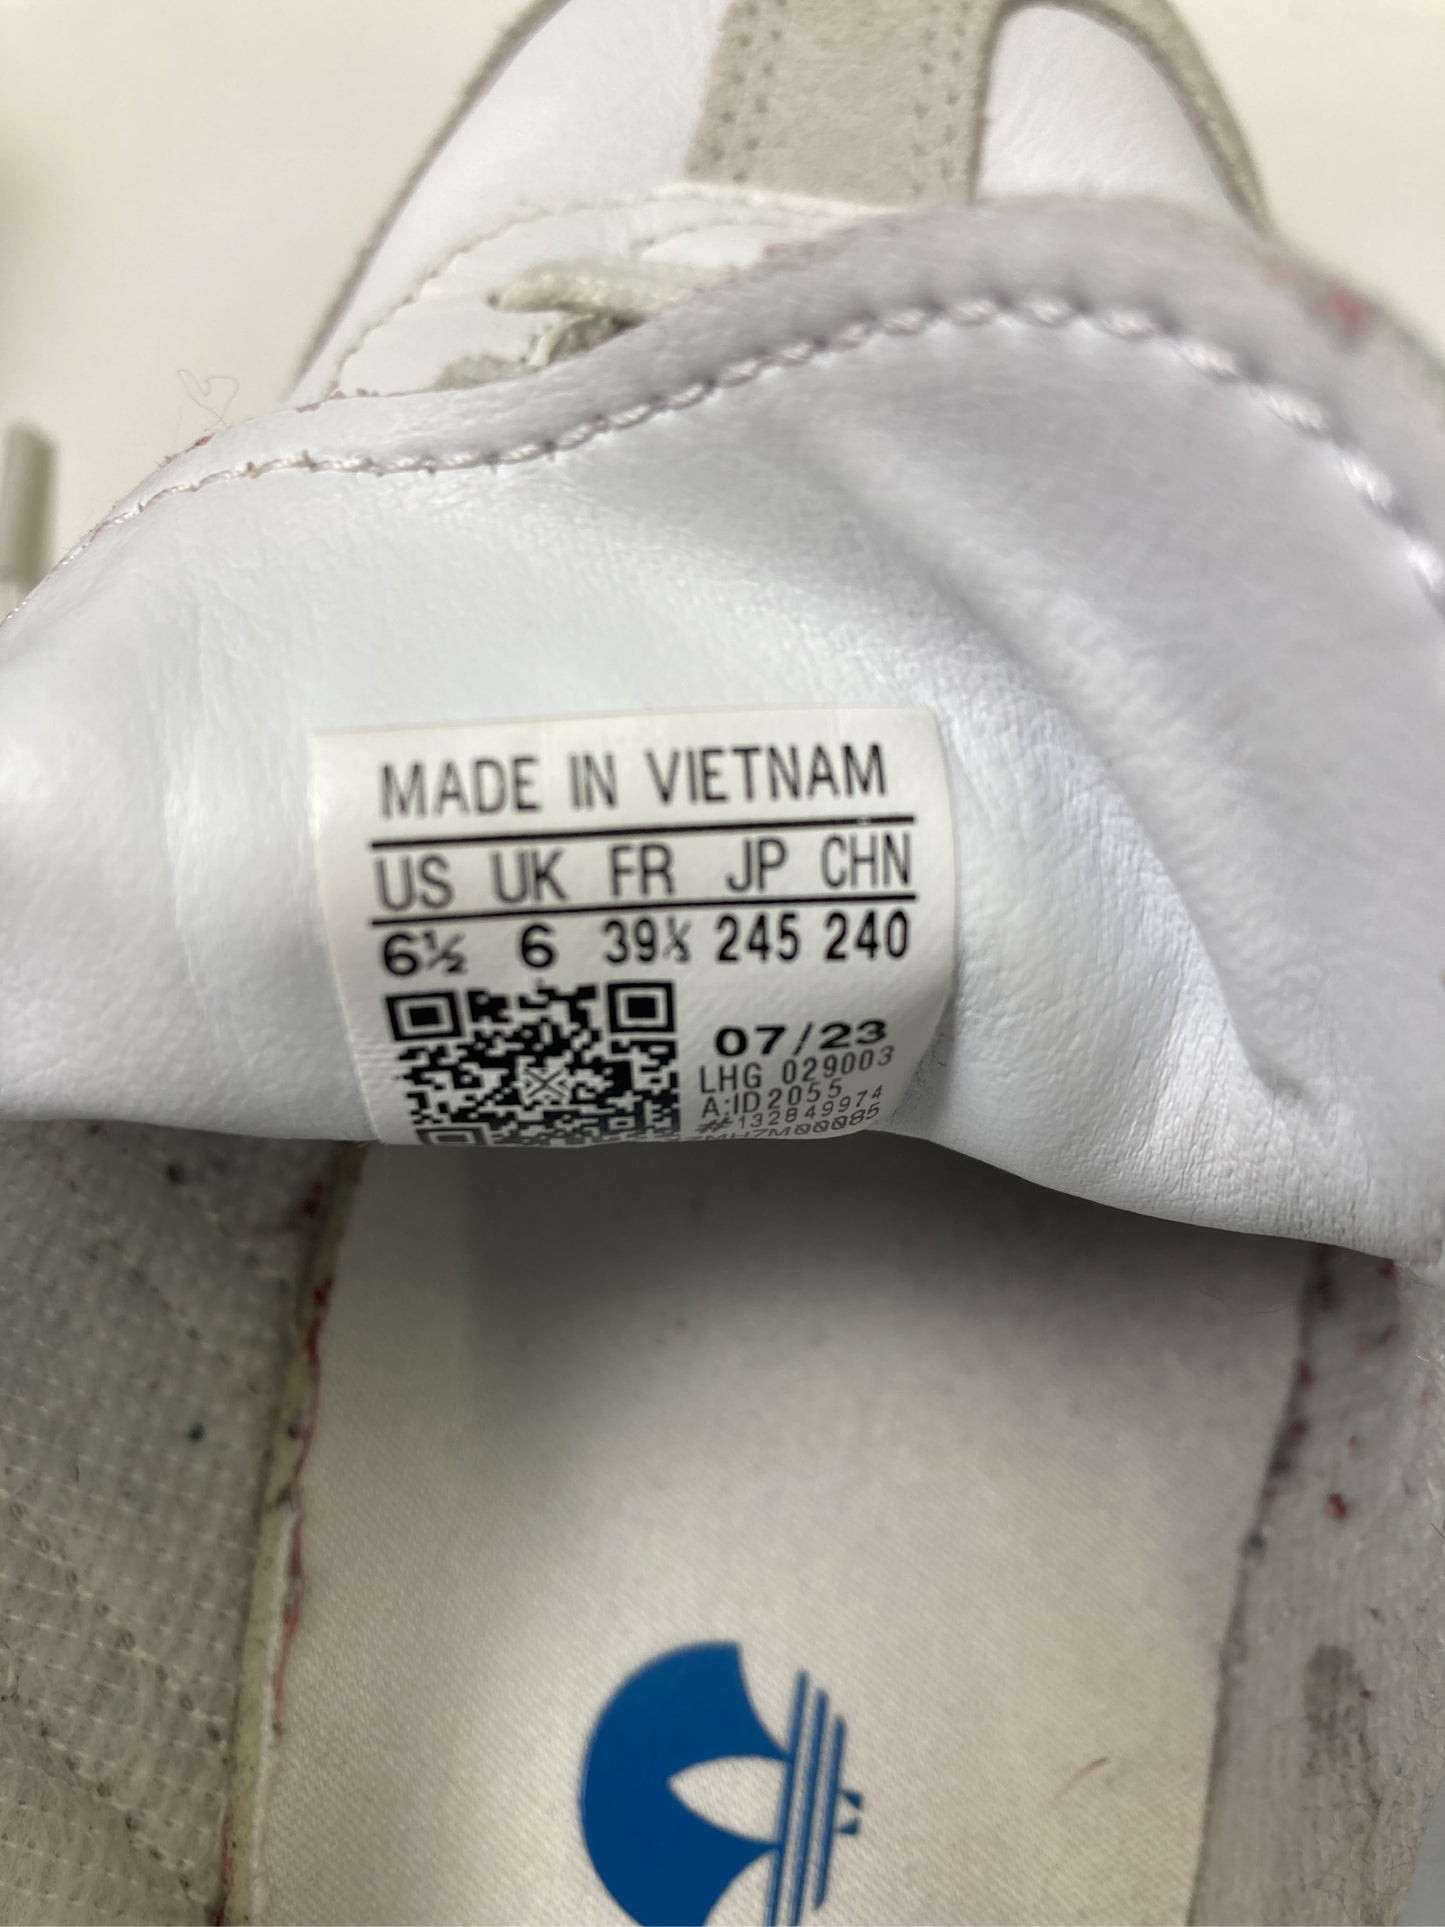 MADE IN VIETNAM
US UK FR JP CHN
6½ 6 39⅓ 245 240
07/23
LHG 029003
A:ID2055
#132849974